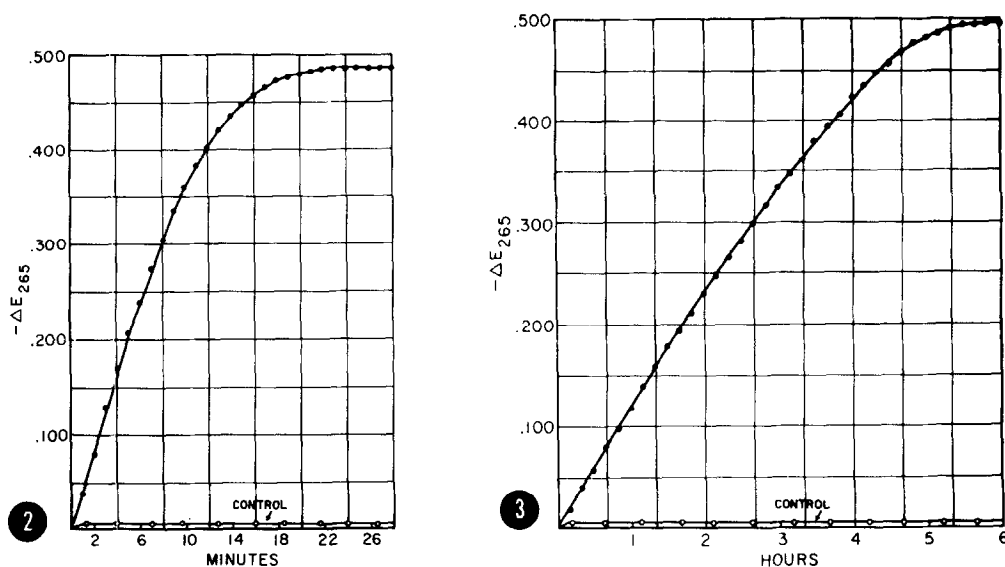 .500
.400
.300
.200
.100
-ΔE265
CONTROL
2 6 10 14 18 22 26
MINUTES
2
.500
.400
.300
.200
.100
-ΔE265
CONTROL
1 2 3 4 5 6
HOURS
3